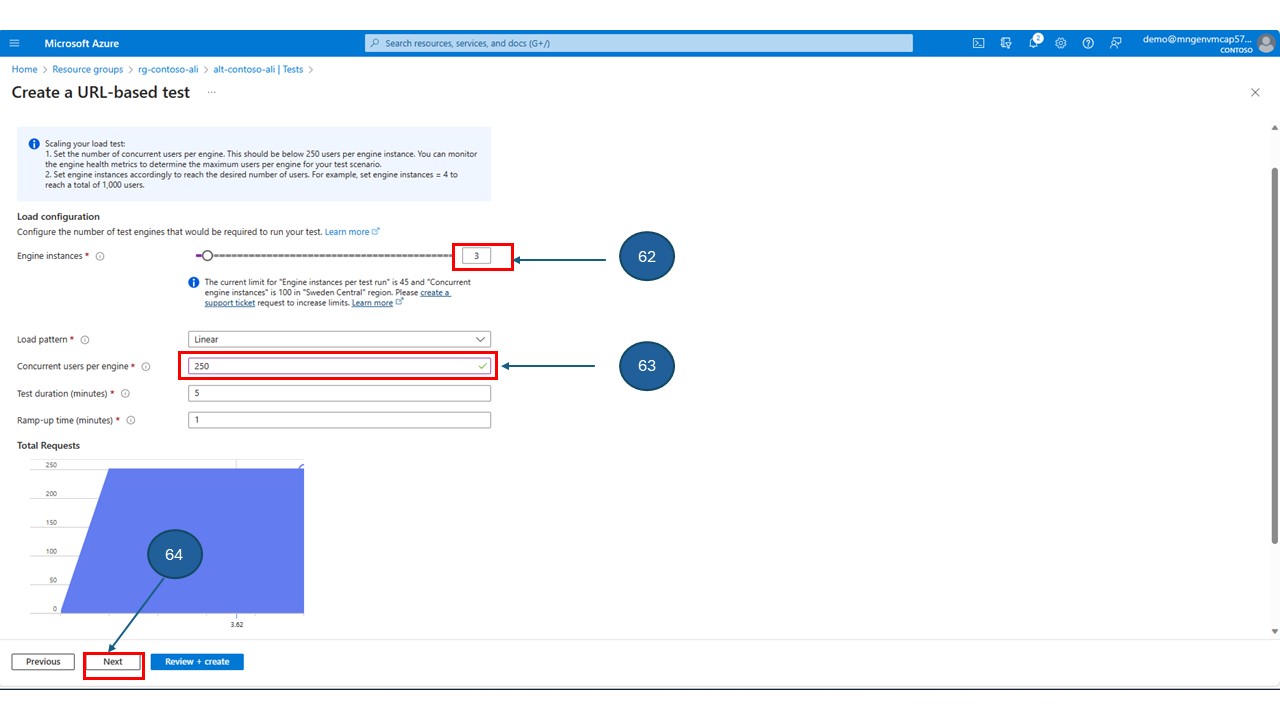 Microsoft Azure
Search resources, services, and docs (G+/)
2
demo@mngenvmcap57...
CONTOSO
Home > Resource groups > rg-contoso-ali > alt-contoso-ali | Tests >
Create a URL-based test ...
Scaling your load test:
1. Set the number of concurrent users per engine. This should be below 250 users per engine instance. You can monitor
the engine health metrics to determine the maximum users per engine for your test scenario.
2. Set engine instances accordingly to reach the desired number of users. For example, set engine instances = 4 to
reach a total of 1,000 users.
Load configuration
Configure the number of test engines that would be required to run your test. Learn more
Engine instances * 3
62
The current limit for "Engine instances per test run" is 45 and "Concurrent
engine instances" is 100 in "Sweden Central" region. Please create a
support ticket request to increase limits. Learn more
Load pattern * Linear
Concurrent users per engine * 250
63
Test duration (minutes) * 5
Ramp-up time (minutes) * 1
Total Requests
250
200
150
100
50
0
3.62
64
Previous Next Review + create